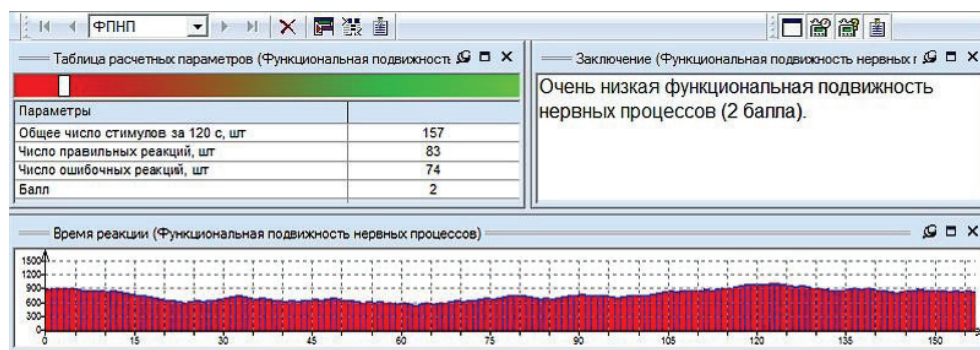 ФПНП
Таблица расчетных параметров (Функциональная подвижность
Параметры
Общее число стимулов за 120 с, шт 157
Число правильных реакций, шт 83
Число ошибочных реакций, шт 74
Балл 2
Заключение (Функциональная подвижность нервных г
Очень низкая функциональная подвижность
нервных процессов (2 балла).
Время реакции (Функциональная подвижность нервных процессов)
1500
1200
900
600
300
0
0 15 30 45 60 75 90 105 120 135 150